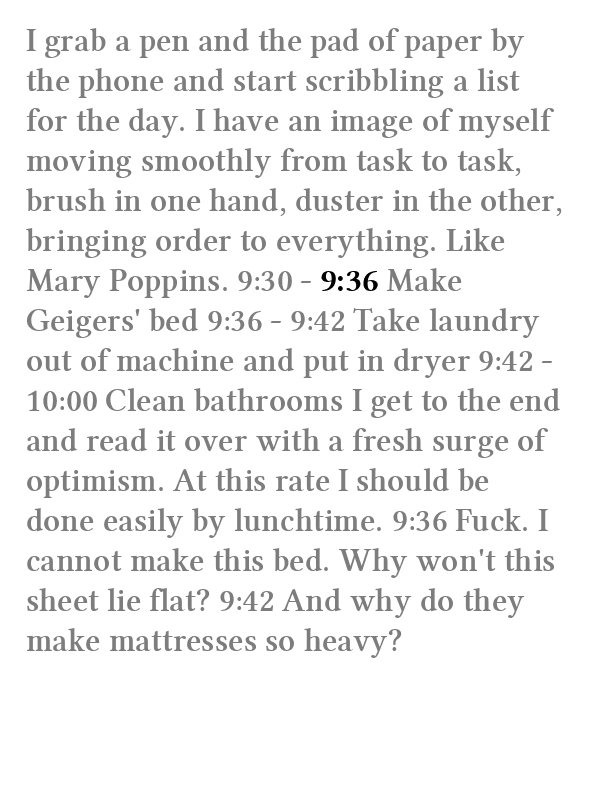 I grab a pen and the pad of paper by
the phone and start scribbling a list
for the day. I have an image of myself
moving smoothly from task to task,
brush in one hand, duster in the other,
bringing order to everything. Like
Mary Poppins. 9:30 – 9:36 Make
Geigers' bed 9:36 – 9:42 Take laundry
out of machine and put in dryer 9:42 –
10:00 Clean bathrooms I get to the end
and read it over with a fresh surge of
optimism. At this rate I should be
done easily by lunchtime. 9:36 Fuck. I
cannot make this bed. Why won't this
sheet lie flat? 9:42 And why do they
make mattresses so heavy?